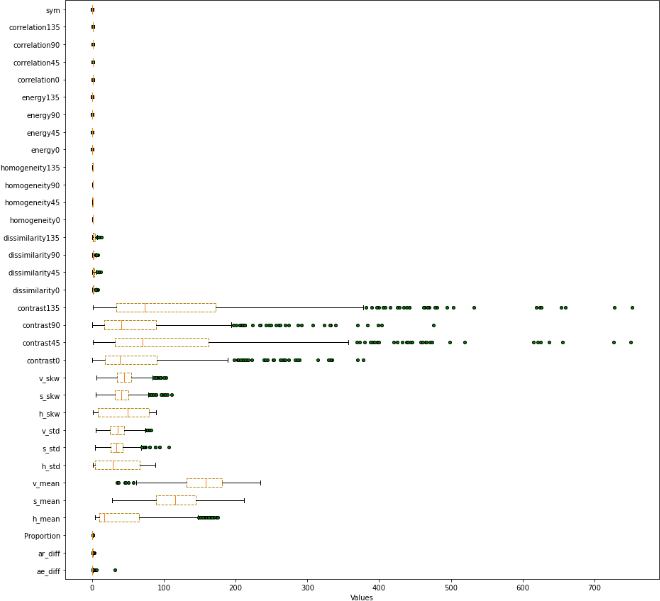 sym
correlation135
correlation90
correlation45
correlation0
energy135
energy90
energy45
energy0
homogeneity135
homogeneity90
homogeneity45
homogeneity0
dissimilarity135
dissimilarity90
dissimilarity45
dissimilarity0
contrast135
contrast90
contrast45
contrast0
v_skw
s_skw
h_skw
v_std
s_std
h_std
v_mean
s_mean
h_mean
Proportion
ar_diff
ae_diff
0 100 200 300 400 500 600 700
Values